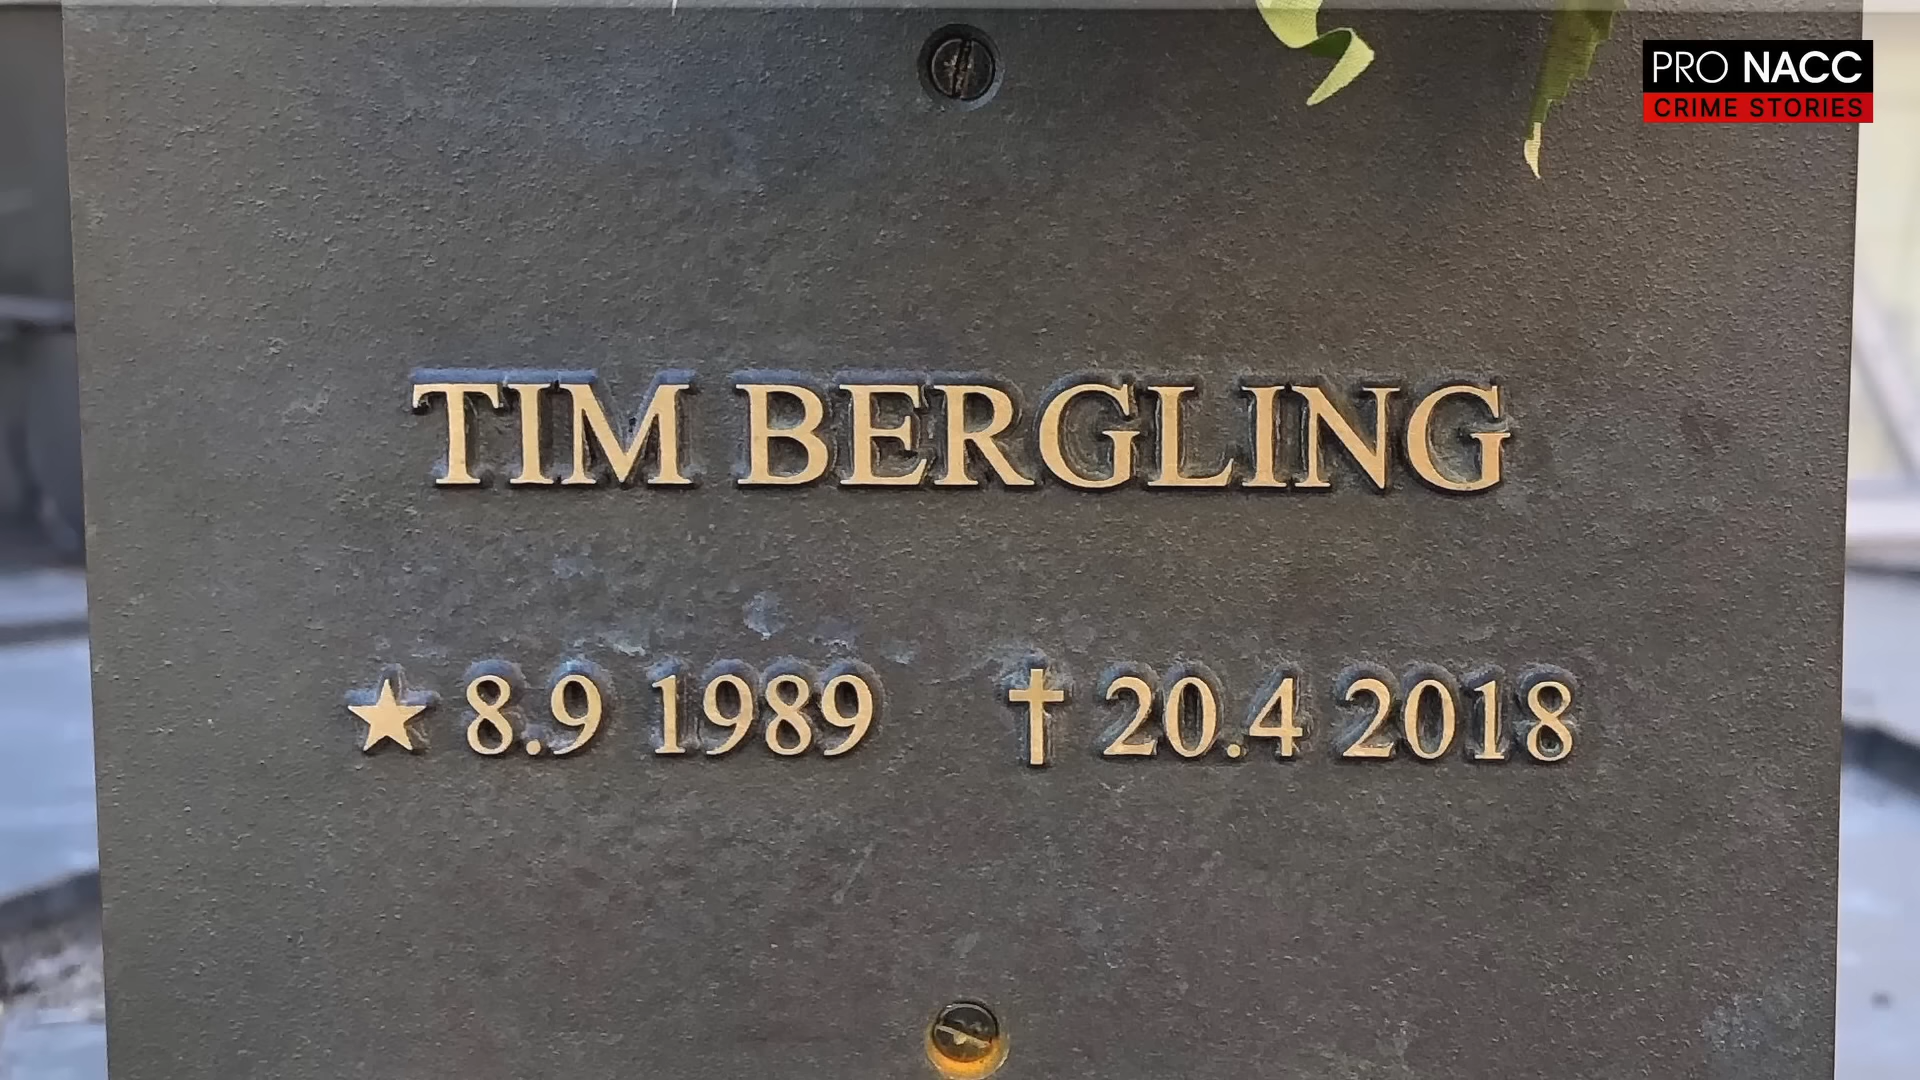 PRO NACC
CRIME STORIES
TIM BERGLING
★ 8.9 1989 † 20.4 2018